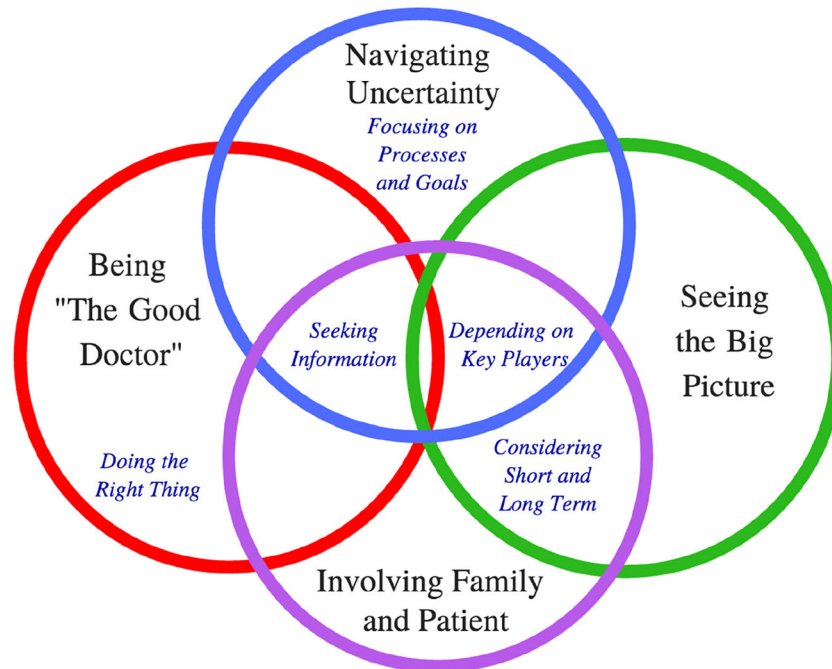 Navigating
Uncertainty
Focusing on
Processes
and Goals
Being
"The Good
Doctor"
Seeking
Information
Depending on
Key Players
Seeing
the Big
Picture
Doing the
Right Thing
Considering
Short and
Long Term
Involving Family
and Patient